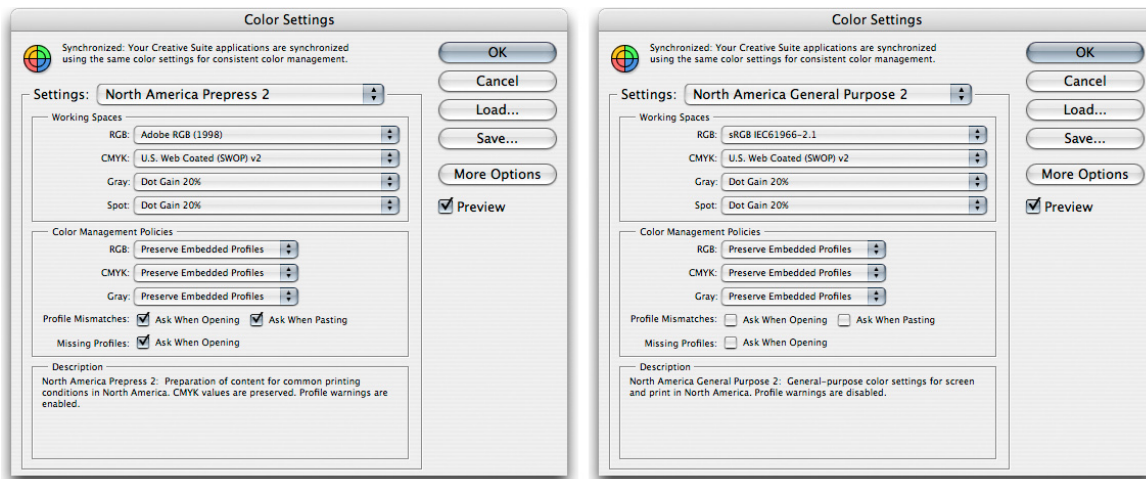 Color Settings
Synchronized: Your Creative Suite applications are synchronized
using the same color settings for consistent color management.
OK
Cancel
Settings: North America Prepress 2
Load...
Working Spaces
RGB: Adobe RGB (1998)
Save...
CMYK: U.S. Web Coated (SWOP) v2
Gray: Dot Gain 20%
More Options
Spot: Dot Gain 20%
Preview
Color Management Policies
RGB: Preserve Embedded Profiles
CMYK: Preserve Embedded Profiles
Gray: Preserve Embedded Profiles
Profile Mismatches: Ask When Opening Ask When Pasting
Missing Profiles: Ask When Opening
Description
North America Prepress 2: Preparation of content for common printing
conditions in North America. CMYK values are preserved. Profile warnings are
enabled.
Color Settings
Synchronized: Your Creative Suite applications are synchronized
using the same color settings for consistent color management.
OK
Cancel
Settings: North America General Purpose 2
Load...
Working Spaces
RGB: sRGB IEC61966-2.1
Save...
CMYK: U.S. Web Coated (SWOP) v2
Gray: Dot Gain 20%
More Options
Spot: Dot Gain 20%
Preview
Color Management Policies
RGB: Preserve Embedded Profiles
CMYK: Preserve Embedded Profiles
Gray: Preserve Embedded Profiles
Profile Mismatches: Ask When Opening Ask When Pasting
Missing Profiles: Ask When Opening
Description
North America General Purpose 2: General-purpose color settings for screen
and print in North America. Profile warnings are disabled.